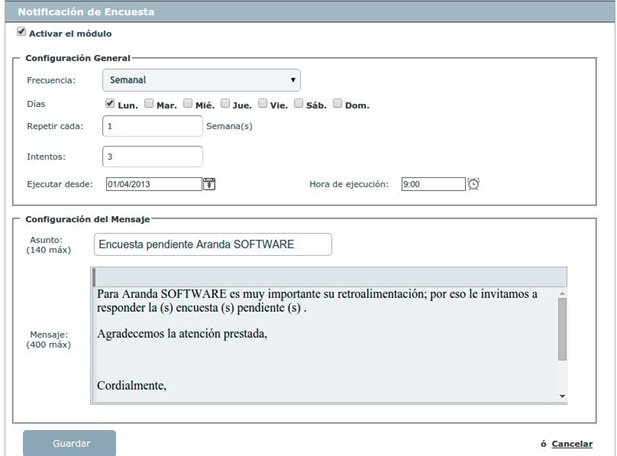 Notificación de Encuesta
Activar el módulo
Configuración General
Frecuencia: Semanal
Días Lun. Mar. Mié. Jue. Vie. Sáb. Dom.
Repetir cada: 1 Semana(s)
Intentos: 3
Ejecutar desde: 01/04/2013 Hora de ejecución: 9:00
Configuración del Mensaje
Asunto:
(140 máx)
Encuesta pendiente Aranda SOFTWARE
Mensaje:
(400 máx)
Para Aranda SOFTWARE es muy importante su retroalimentación; por eso le invitamos a
responder la (s) encuesta (s) pendiente (s) .
Agradecemos la atención prestada,
Cordialmente,
Guardar
ó Cancelar